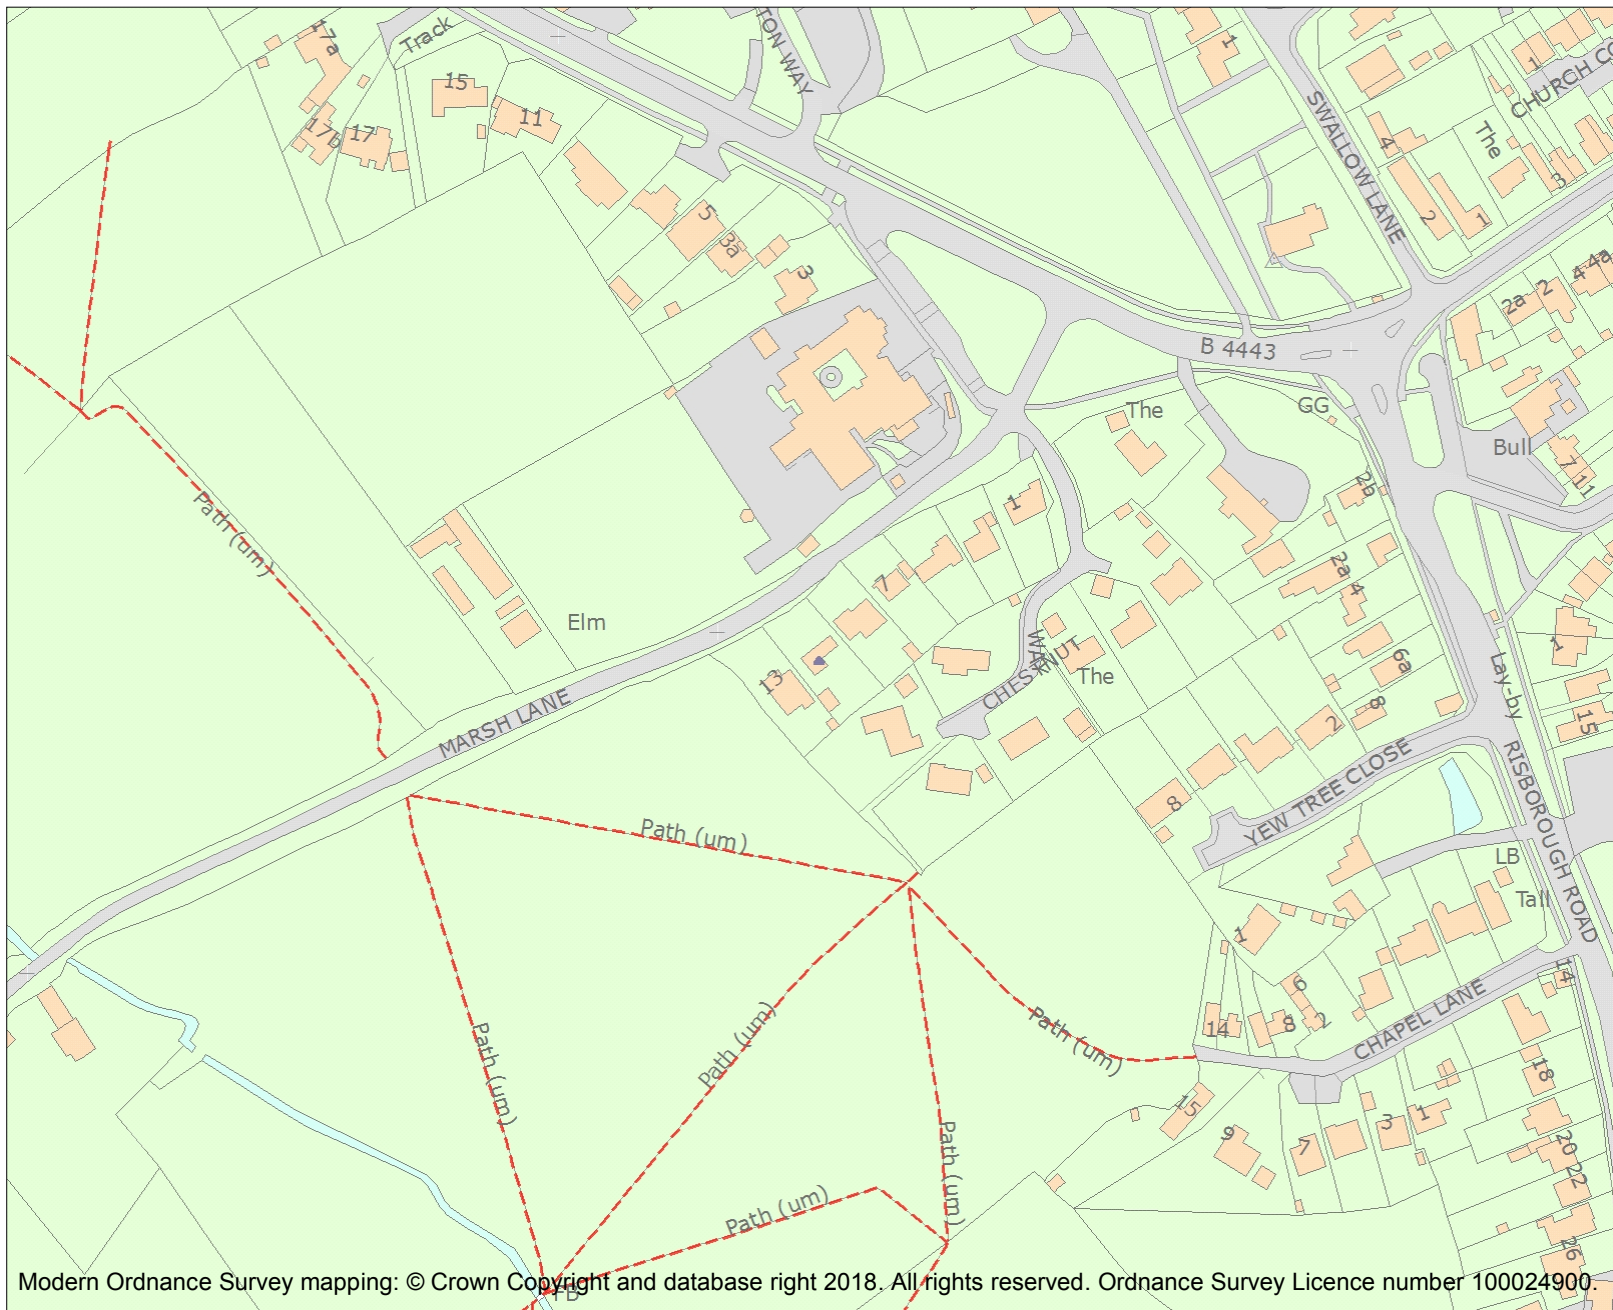 Track
TON WAY
17a
15
11
17b
17
5
3a
3
1
SWALLOW LANE
4
2
1
1
CHURCH CO
The
3
2a
2
4
4a
B 4443
The
GG
Bull
7
11
2b
1
7
2a
4
Path (um)
Elm
13
CHESTNUT
WAY
The
6a
8
2
1
Lay-by
15
MARSH LANE
YEW TREE CLOSE
8
RISBOROUGH ROAD
Path (um)
LB
Tall
1
14
6
8
2
14
CHAPEL LANE
Path (um)
Path (um)
Path (um)
15
9
7
3
1
18
20
22
Path (um)
Path (um)
26
FB
Modern Ordnance Survey mapping: © Crown Copyright and database right 2018. All rights reserved. Ordnance Survey Licence number 100024900.